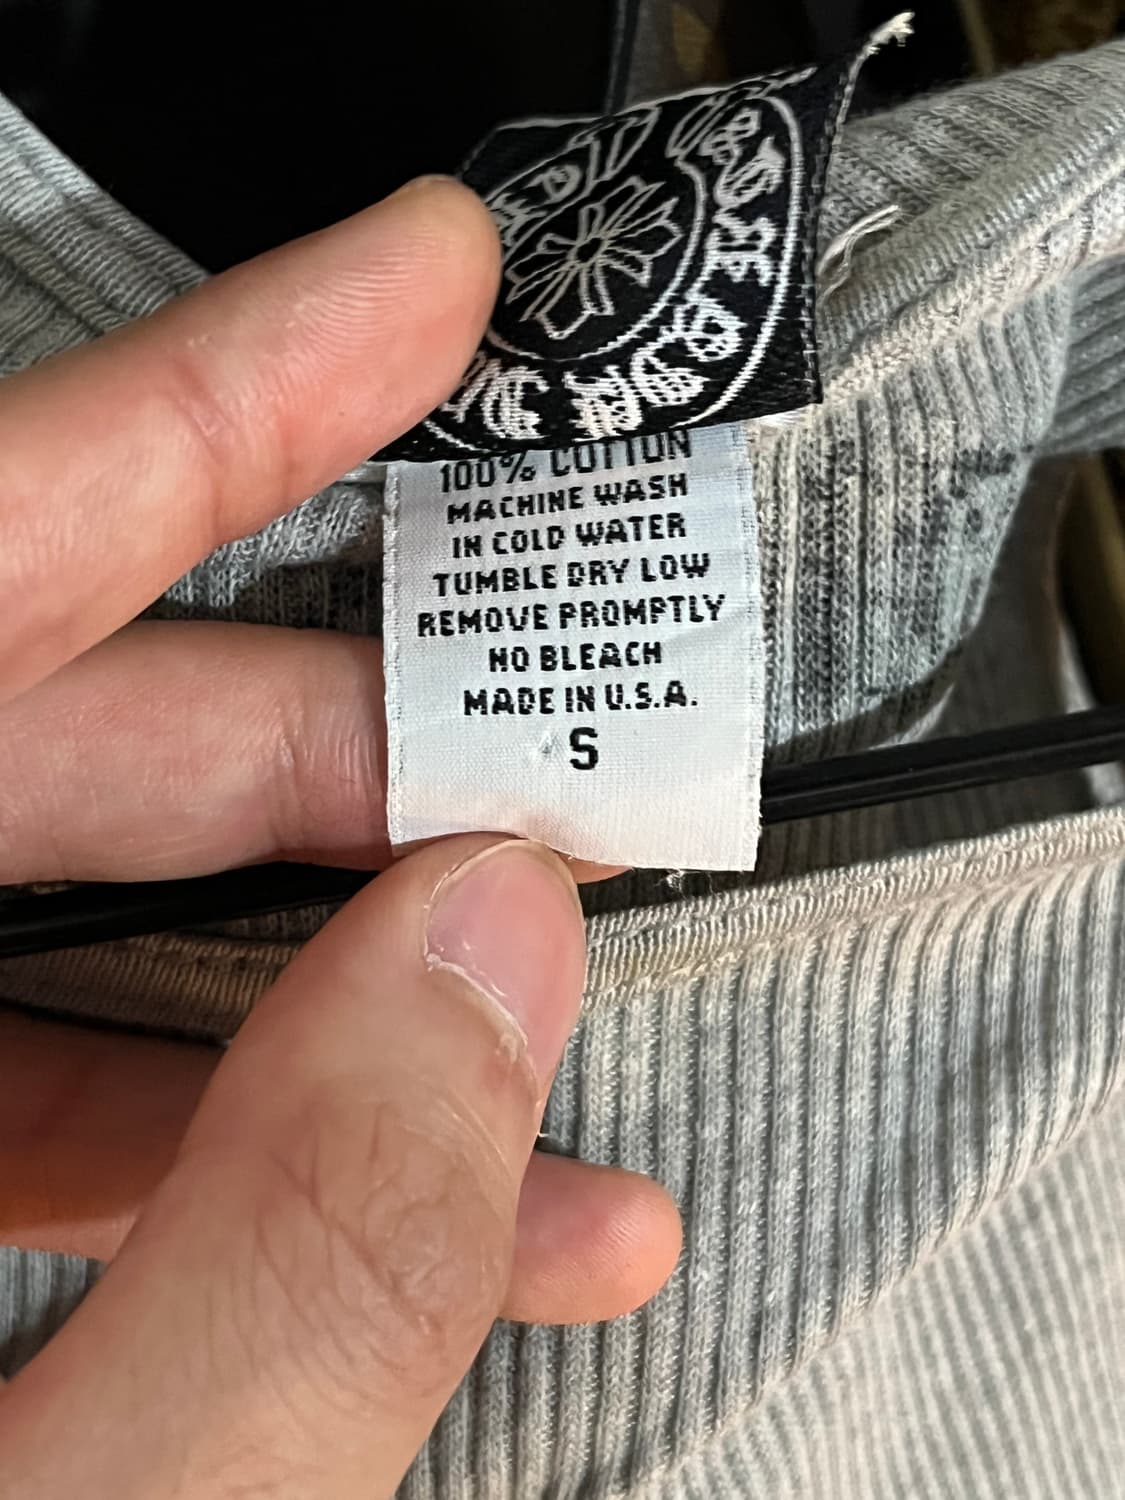 100% COTTON
MACHINE WASH
IN COLD WATER
TUMBLE DRY LOW
REMOVE PROMPTLY
NO BLEACH
MADE IN U.S.A.
S